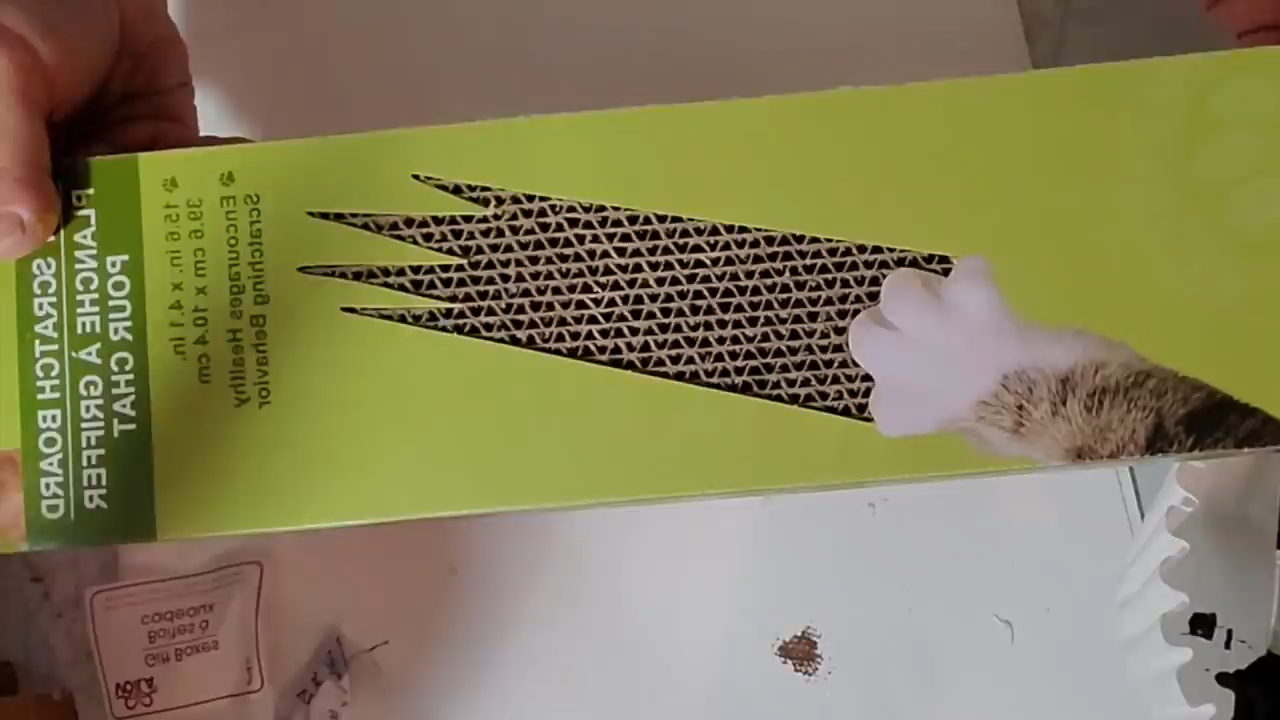 SCRATCH BOARD
PLANCHE À GRIFFER
POUR CHAT
15.6 in. x 4.1 in.
39.6 cm x 10.4 cm
Encourages Healthy
Scratching Behavior
Gift Boxes
Boîtes à
cadeaux